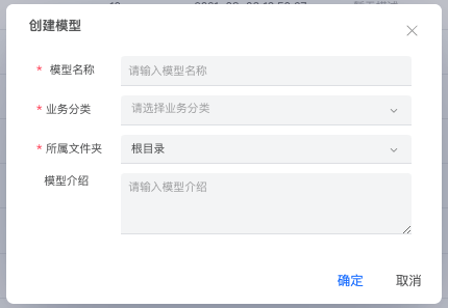 创建模型
* 模型名称 请输入模型名称
* 业务分类 请选择业务分类
* 所属文件夹 根目录
模型介绍 请输入模型介绍
确定 取消